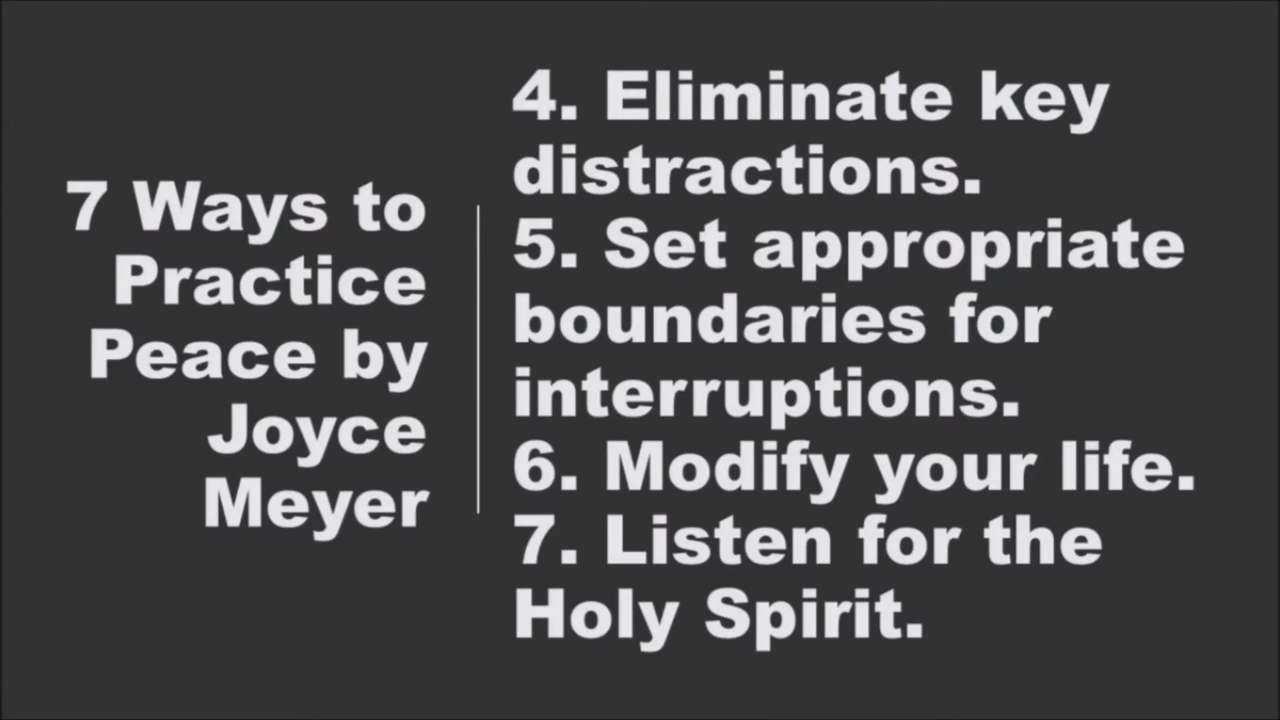 7 Ways to
Practice
Peace by
Joyce
Meyer
4. Eliminate key
distractions.
5. Set appropriate
boundaries for
interruptions.
6. Modify your life.
7. Listen for the
Holy Spirit.